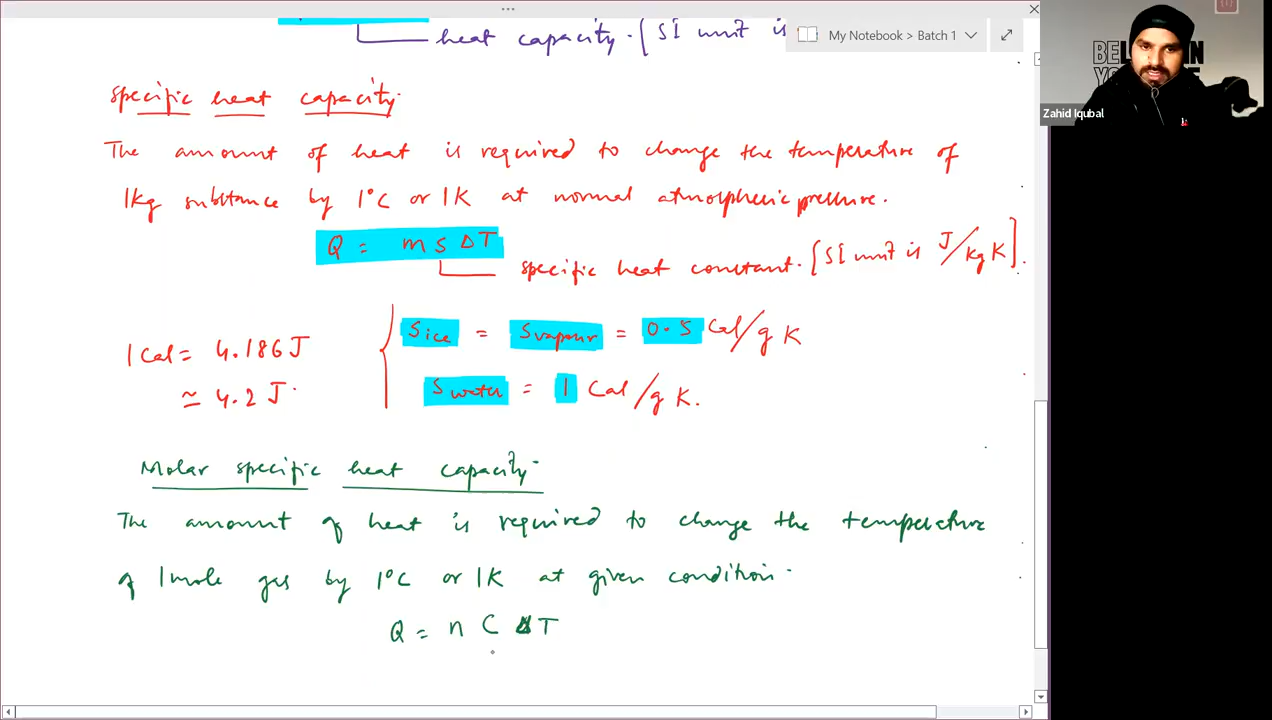 heat capacity. [SI unit is
My Notebook > Batch 1
specific heat capacity.
The amount of heat is required to change the temperature of
1kg substance by 1°C or 1K at normal atmospheric pressure.
Q = m s ΔT
specific heat constant. [SI unit is J/kg K].
1 Cal = 4.186 J
≃ 4.2 J
Sice = Svapour = 0.5 Cal/g K
Swater = 1 Cal/g K.
Molar specific heat capacity.
The amount of heat is required to change the temperature
of 1mole gas by 1°C or 1K at given condition.
Q = n C ΔT
Zahid Iqubal